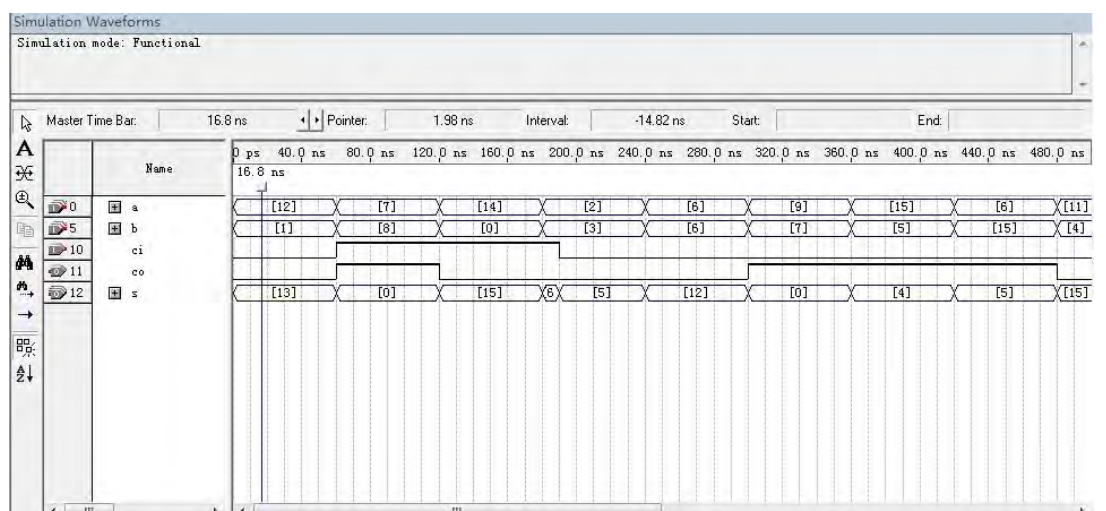 Simulation Waveforms
Simulation mode: Functional
Master Time Bar: 16.8 ns Pointer: 1.98 ns Interval: -14.82 ns Start: End:
Name 0 ps 40.0 ns 80.0 ns 120.0 ns 160.0 ns 200.0 ns 240.0 ns 280.0 ns 320.0 ns 360.0 ns 400.0 ns 440.0 ns 480.0 ns
16.8 ns
0 a [12] [7] [14] [2] [6] [9] [15] [6] [11]
5 b [1] [8] [0] [3] [6] [7] [5] [15] [4]
10 ci
11 co
12 s [13] [0] [15] 6 [5] [12] [0] [4] [5] [15]